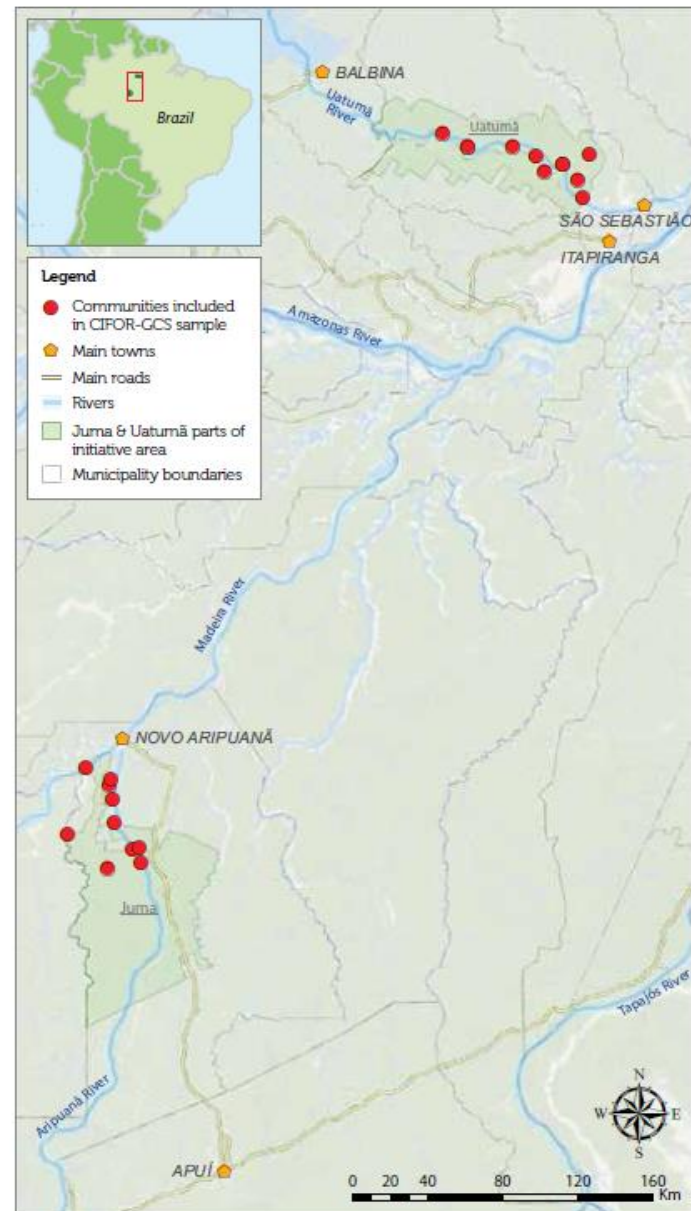 Brazil
Legend
Communities included
in CIFOR-GCS sample
Main towns
Main roads
Rivers
Juma & Uatumã parts of
initiative area
Municipality boundaries
BALBINA
Uatumã
River
Uatumã
SÃO SEBASTIÃO
ITAPIRANGA
Amazonas River
Madeira River
NOVO ARIPUANÃ
Juma
Tapajós River
Aripuanã River
APUÍ
N
W
E
S
0 20 40 80 120 160
Km